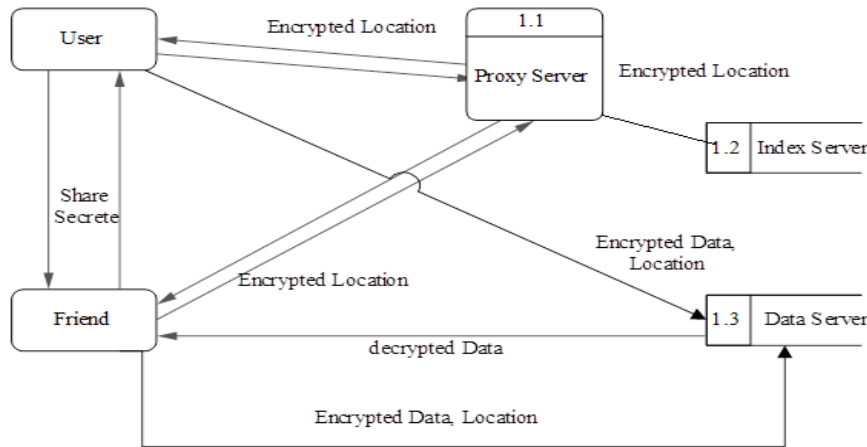 User
Encrypted Location
1.1
Proxy Server
Encrypted Location
1.2 Index Server
Share
Secrete
Encrypted Data,
Location
Encrypted Location
Friend
1.3 Data Server
decrypted Data
Encrypted Data, Location